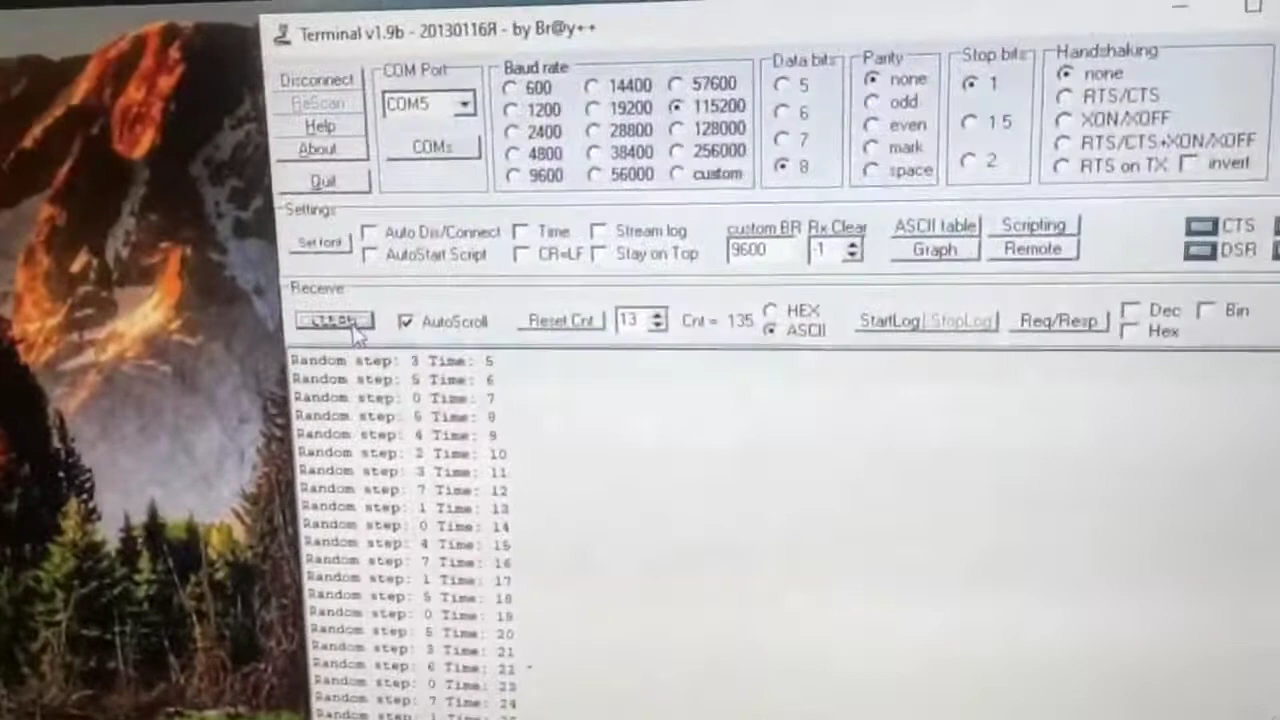 Terminal v1.9b - 20130116Я - by Br@y++
Disconnect
ReScan
Help
About
Quit
COM Port
COM5
COMs
Baud rate
600 14400 57600
1200 19200 115200
2400 28800 128000
4800 38400 256000
9600 56000 custom
Data bits
5
6
7
8
Parity
none
odd
even
mark
space
Stop bits
1
1.5
2
Handshaking
none
RTS/CTS
XON/XOFF
RTS/CTS+XON/XOFF
RTS on TX invert
Settings
Set font
Auto Dis/Connect Time Stream log
AutoStart Script CR=LF Stay on Top
custom BR Rx Clear
9600 -1
ASCII table Scripting
Graph Remote
CTS
DSR
Receive
CLEAR AutoScroll Reset Cnt 13 Cnt = 135
HEX
ASCII
StartLog StopLog Req/Resp
Dec Bin
Hex
Random step: 3 Time: 5
Random step: 5 Time: 6
Random step: 0 Time: 7
Random step: 6 Time: 8
Random step: 4 Time: 9
Random step: 2 Time: 10
Random step: 3 Time: 11
Random step: 7 Time: 12
Random step: 1 Time: 13
Random step: 0 Time: 14
Random step: 4 Time: 15
Random step: 7 Time: 16
Random step: 1 Time: 17
Random step: 5 Time: 18
Random step: 0 Time: 19
Random step: 5 Time: 20
Random step: 3 Time: 21
Random step: 6 Time: 22
Random step: 0 Time: 23
Random step: 7 Time: 24
Random step: 1 Time: